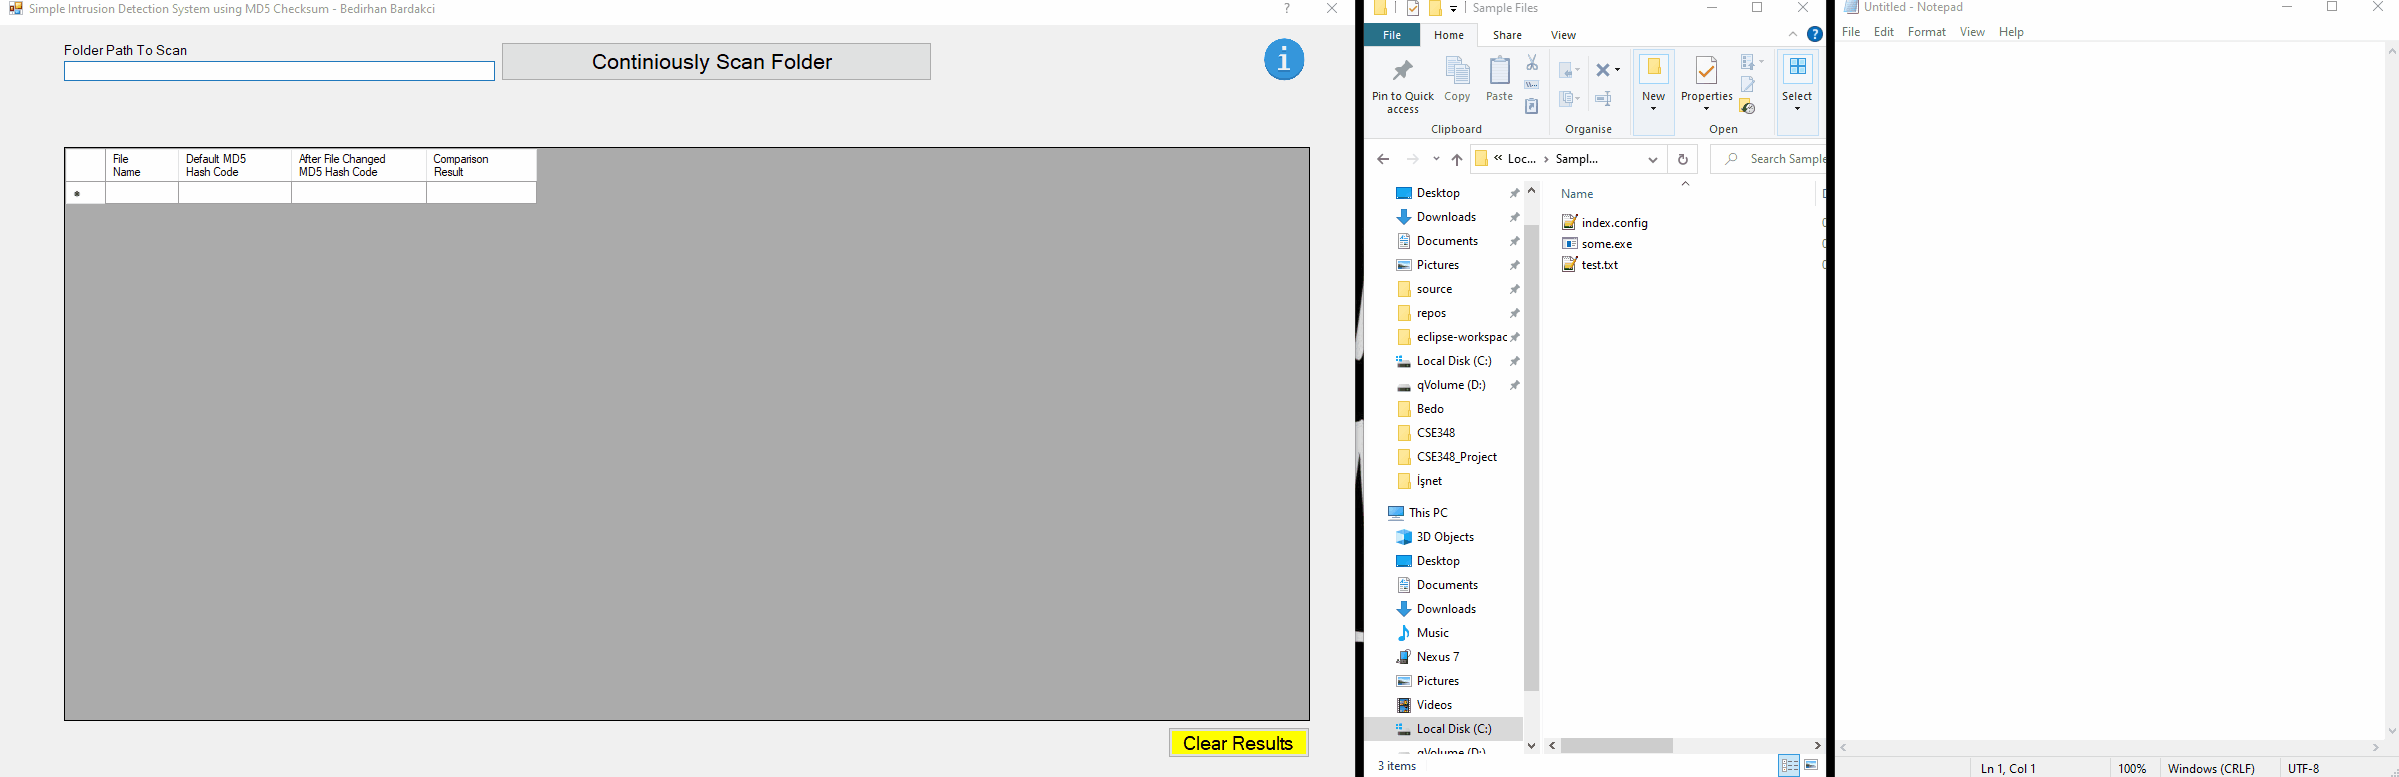 Simple Intrusion Detection System using MD5 Checksum - Bedirhan Bardakci
?
Folder Path To Scan
Continiously Scan Folder
i
File Name
Default MD5 Hash Code
After File Changed MD5 Hash Code
Comparison Result
Clear Results
Sample Files
File Home Share View
?
Pin to Quick access
Copy
Paste
New
Properties
Select
Clipboard
Organise
Open
« Loc... › Sampl...
Search Sample
Desktop
Downloads
Documents
Pictures
source
repos
eclipse-workspac
Local Disk (C:)
qVolume (D:)
Bedo
CSE348
CSE348_Project
İşnet
This PC
3D Objects
Desktop
Documents
Downloads
Music
Nexus 7
Pictures
Videos
Local Disk (C:)
qVolume (D:)
Name
index.config
some.exe
test.txt
3 items
Untitled - Notepad
File Edit Format View Help
Ln 1, Col 1
100%
Windows (CRLF)
UTF-8